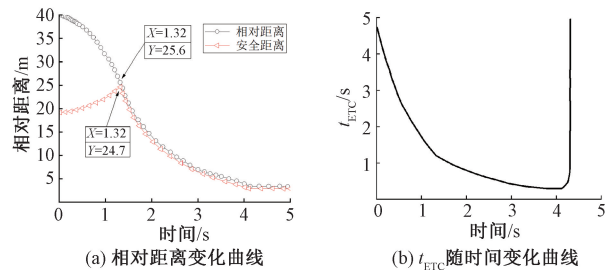 40
35
30
25
20
15
10
5
0 1 2 3 4 5
相对距离/m
时间/s
X=1.32
Y=25.6
X=1.32
Y=24.7
相对距离
安全距离
(a) 相对距离变化曲线
5
4
3
2
1
0 1 2 3 4 5
t_ETC/s
时间/s
(b) t_ETC随时间变化曲线